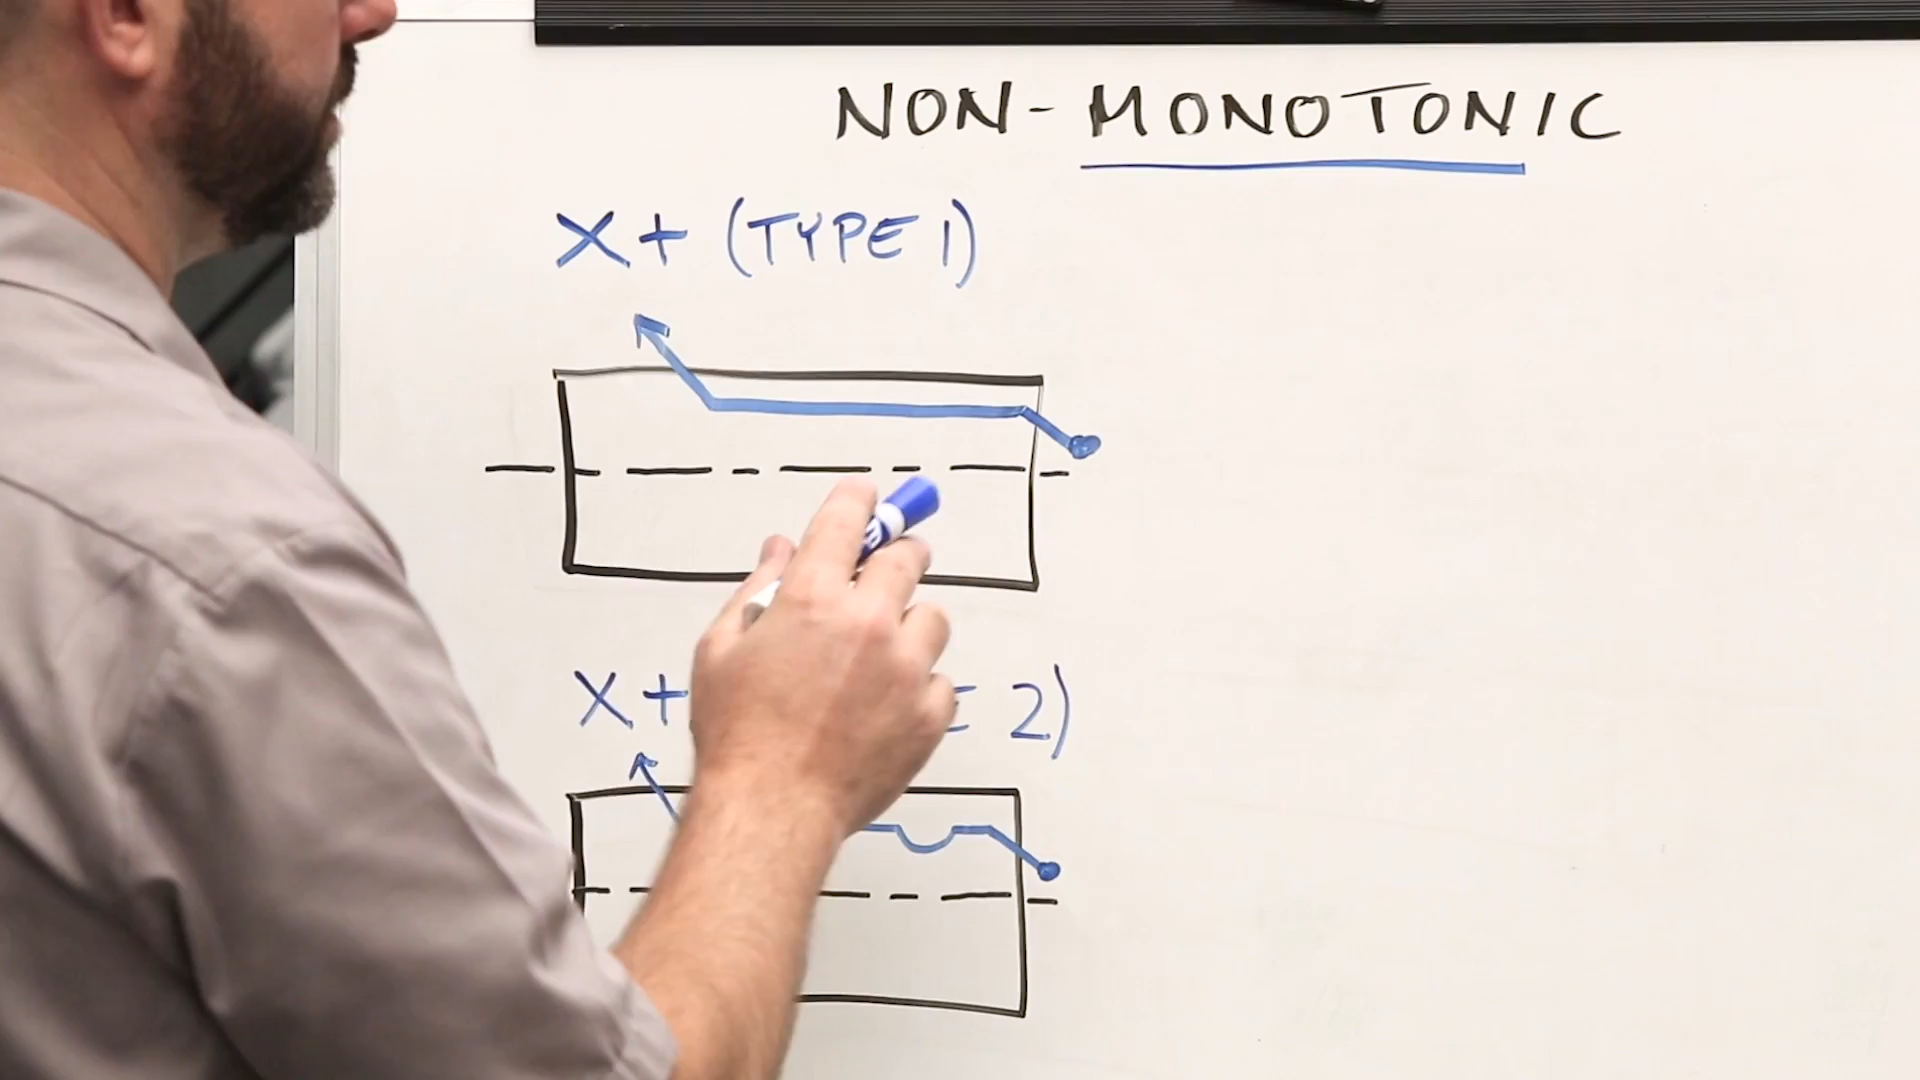 NON-MONOTONIC
X+ (TYPE 1)
X+ 2)